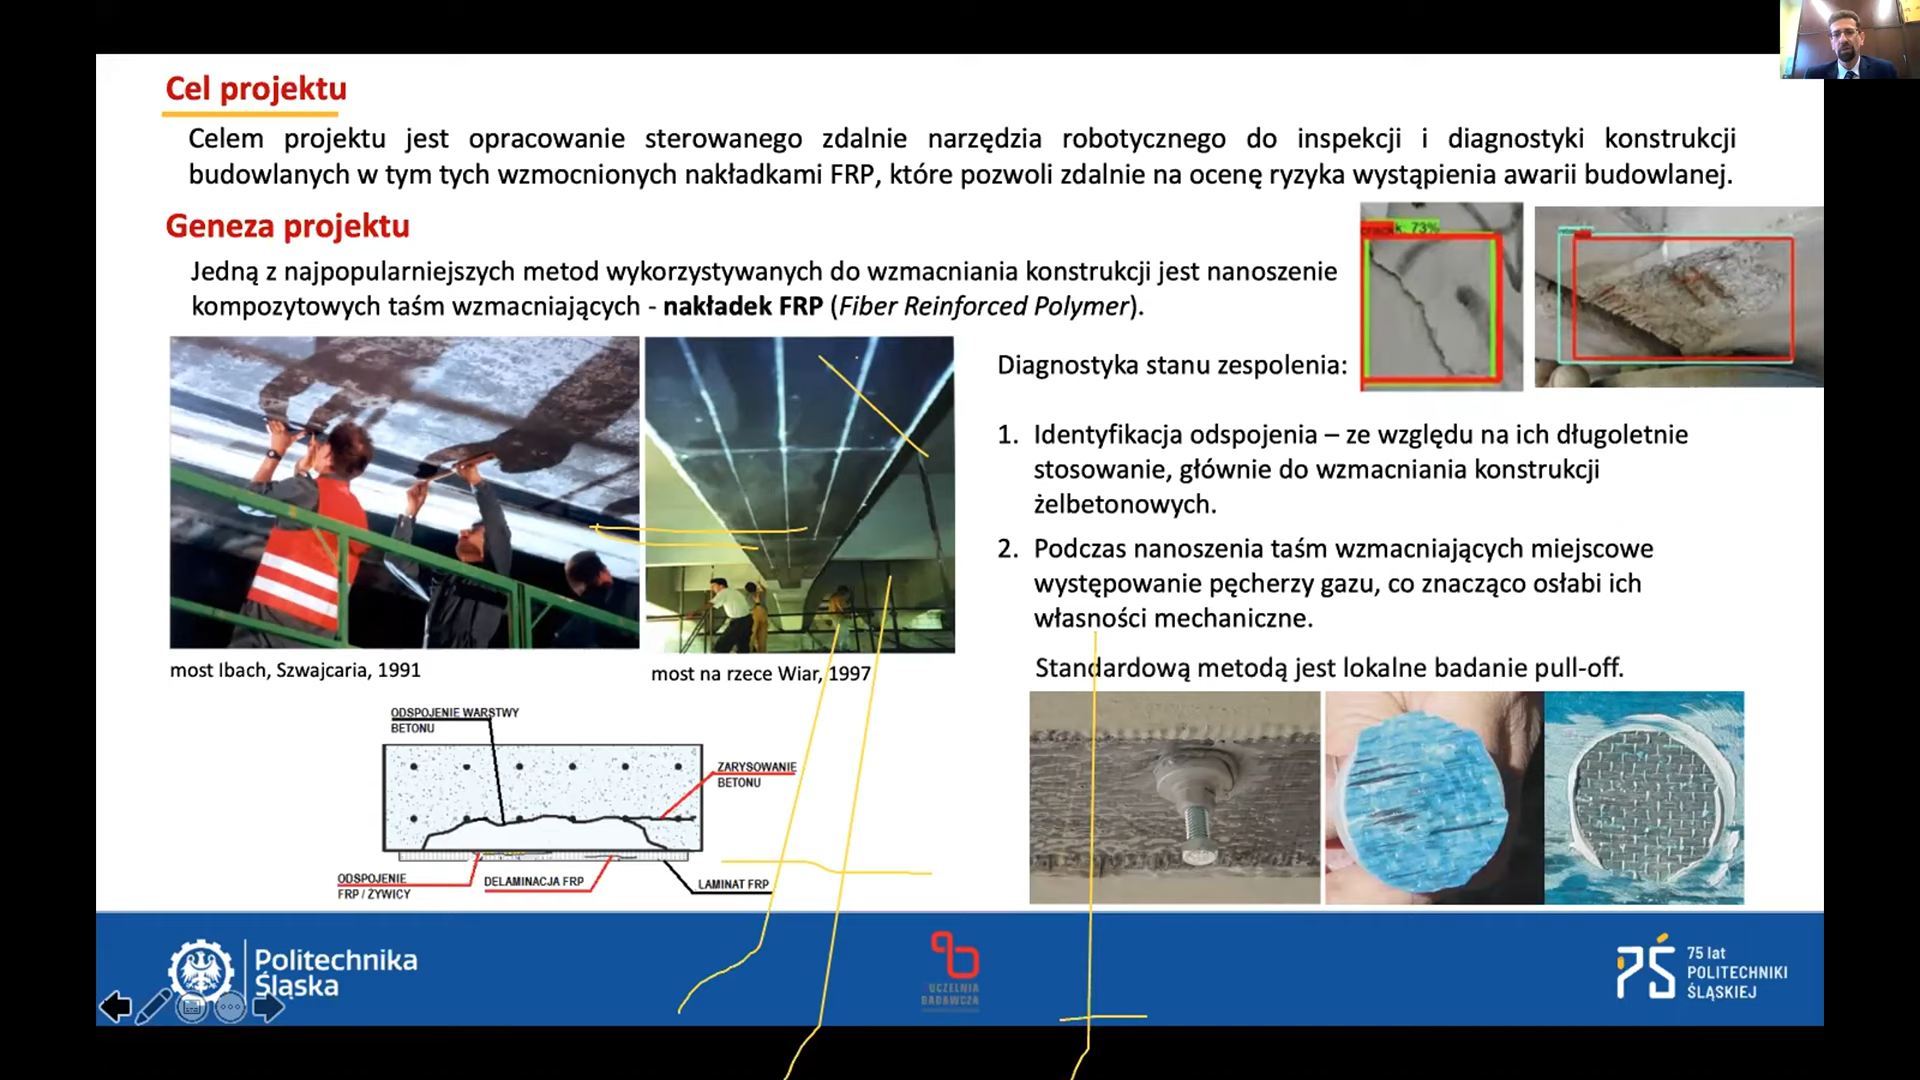 Cel projektu
Celem projektu jest opracowanie sterowanego zdalnie narzędzia robotycznego do inspekcji i diagnostyki konstrukcji
budowlanych w tym tych wzmocnionych nakładkami FRP, które pozwoli zdalnie na ocenę ryzyka wystąpienia awarii budowlanej.
Geneza projektu
Jedną z najpopularniejszych metod wykorzystywanych do wzmacniania konstrukcji jest nanoszenie
kompozytowych taśm wzmacniających - nakładek FRP (Fiber Reinforced Polymer).
73%
Diagnostyka stanu zespolenia:
1. Identyfikacja odspojenia – ze względu na ich długoletnie
stosowanie, głównie do wzmacniania konstrukcji
żelbetonowych.
2. Podczas nanoszenia taśm wzmacniających miejscowe
występowanie pęcherzy gazu, co znacząco osłabi ich
własności mechaniczne.
Standardową metodą jest lokalne badanie pull-off.
most Ibach, Szwajcaria, 1991
most na rzece Wiar, 1997
ODSPOJENIE WARSTWY
BETONU
ZARYSOWANIE
BETONU
ODSPOJENIE
FRP / ŻYWICY
DELAMINACJA FRP
LAMINAT FRP
Politechnika
Śląska
UCZELNIA
BADAWCZA
75 lat
POLITECHNIKI
ŚLĄSKIEJ